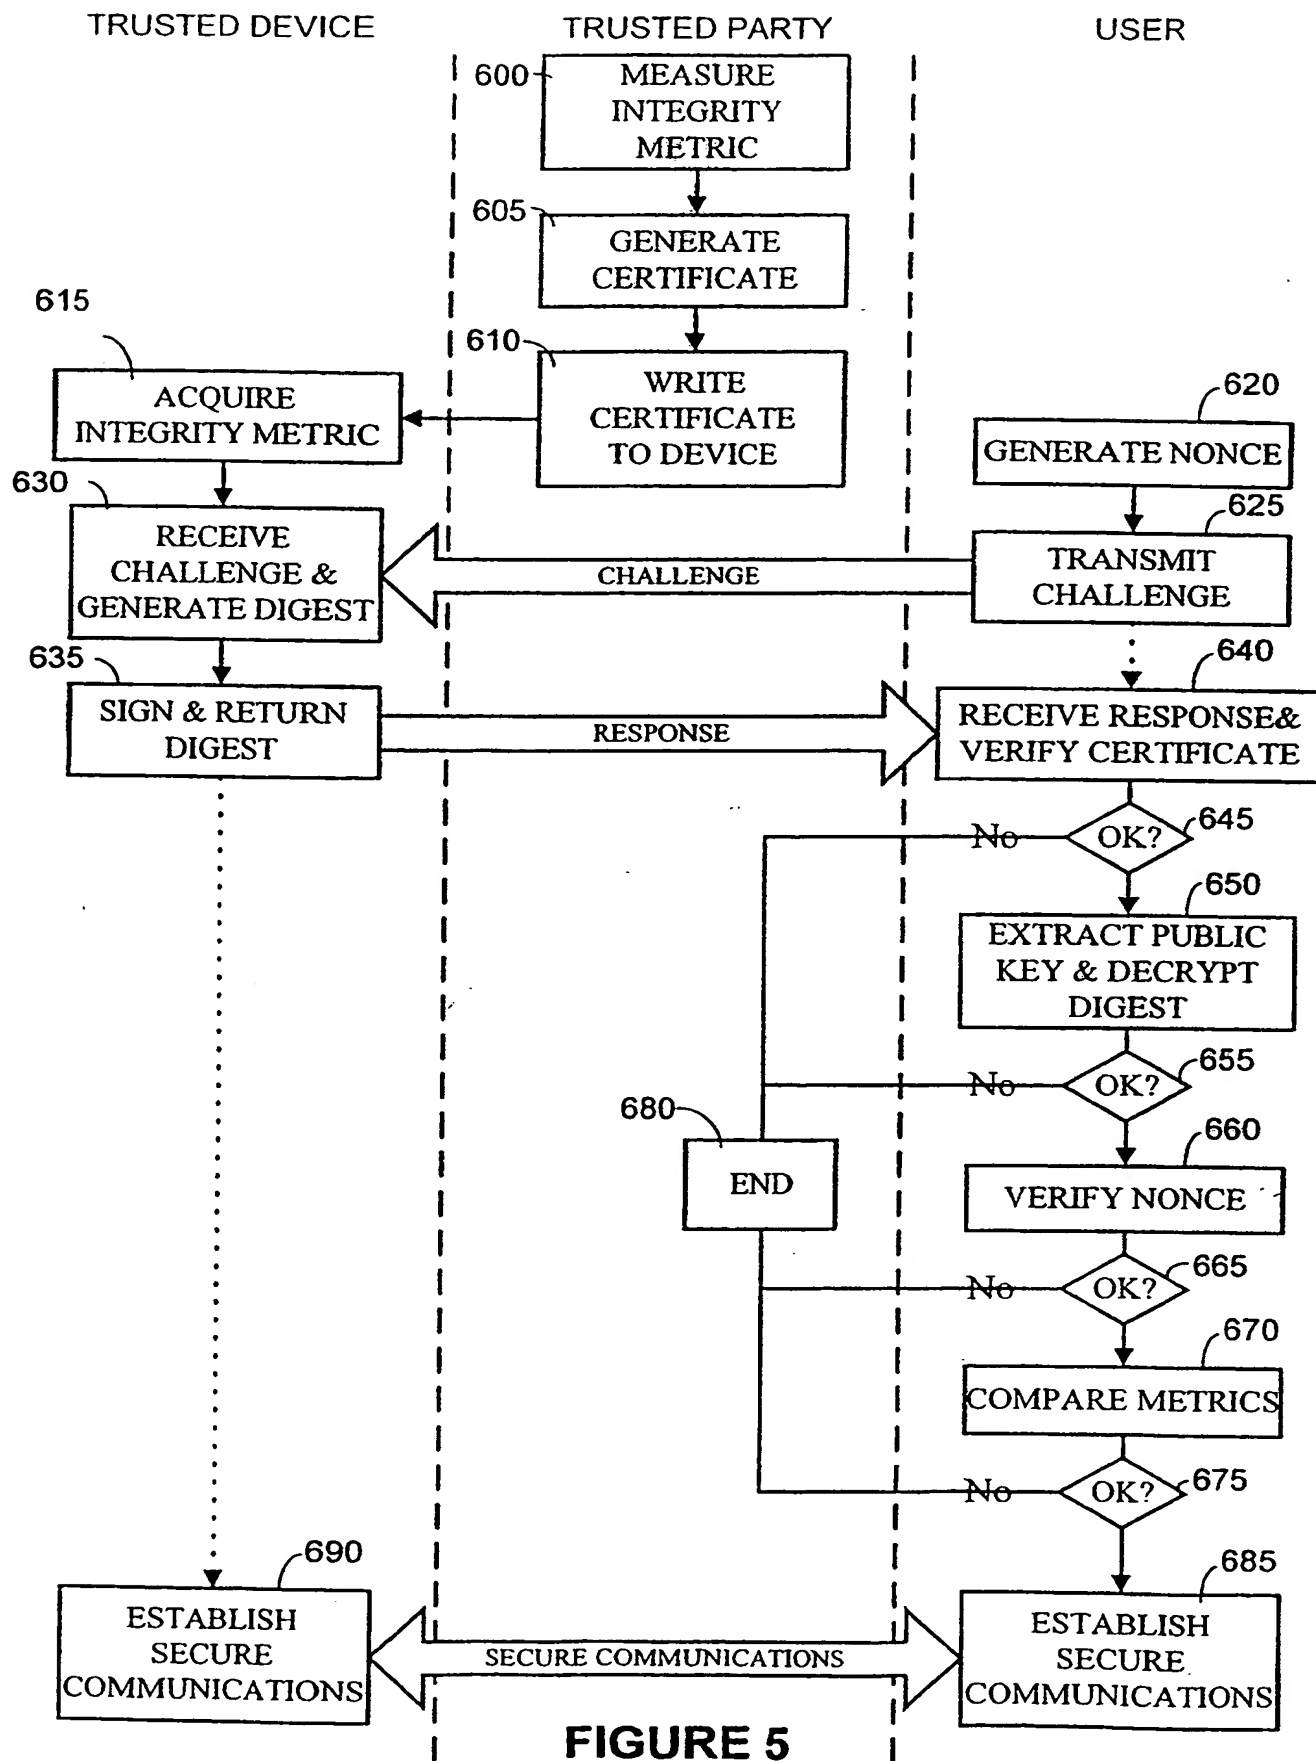 TRUSTED DEVICE
TRUSTED PARTY
USER
600
MEASURE
INTEGRITY
METRIC
605
GENERATE
CERTIFICATE
610
WRITE
CERTIFICATE
TO DEVICE
615
ACQUIRE
INTEGRITY METRIC
620
GENERATE NONCE
625
TRANSMIT
CHALLENGE
CHALLENGE
630
RECEIVE
CHALLENGE &
GENERATE DIGEST
635
SIGN & RETURN
DIGEST
RESPONSE
640
RECEIVE RESPONSE&
VERIFY CERTIFICATE
645
OK?
No
650
EXTRACT PUBLIC
KEY & DECRYPT
DIGEST
655
OK?
No
680
END
660
VERIFY NONCE
665
OK?
No
670
COMPARE METRICS
675
OK?
No
690
ESTABLISH
SECURE
COMMUNICATIONS
SECURE COMMUNICATIONS
685
ESTABLISH
SECURE
COMMUNICATIONS
FIGURE 5